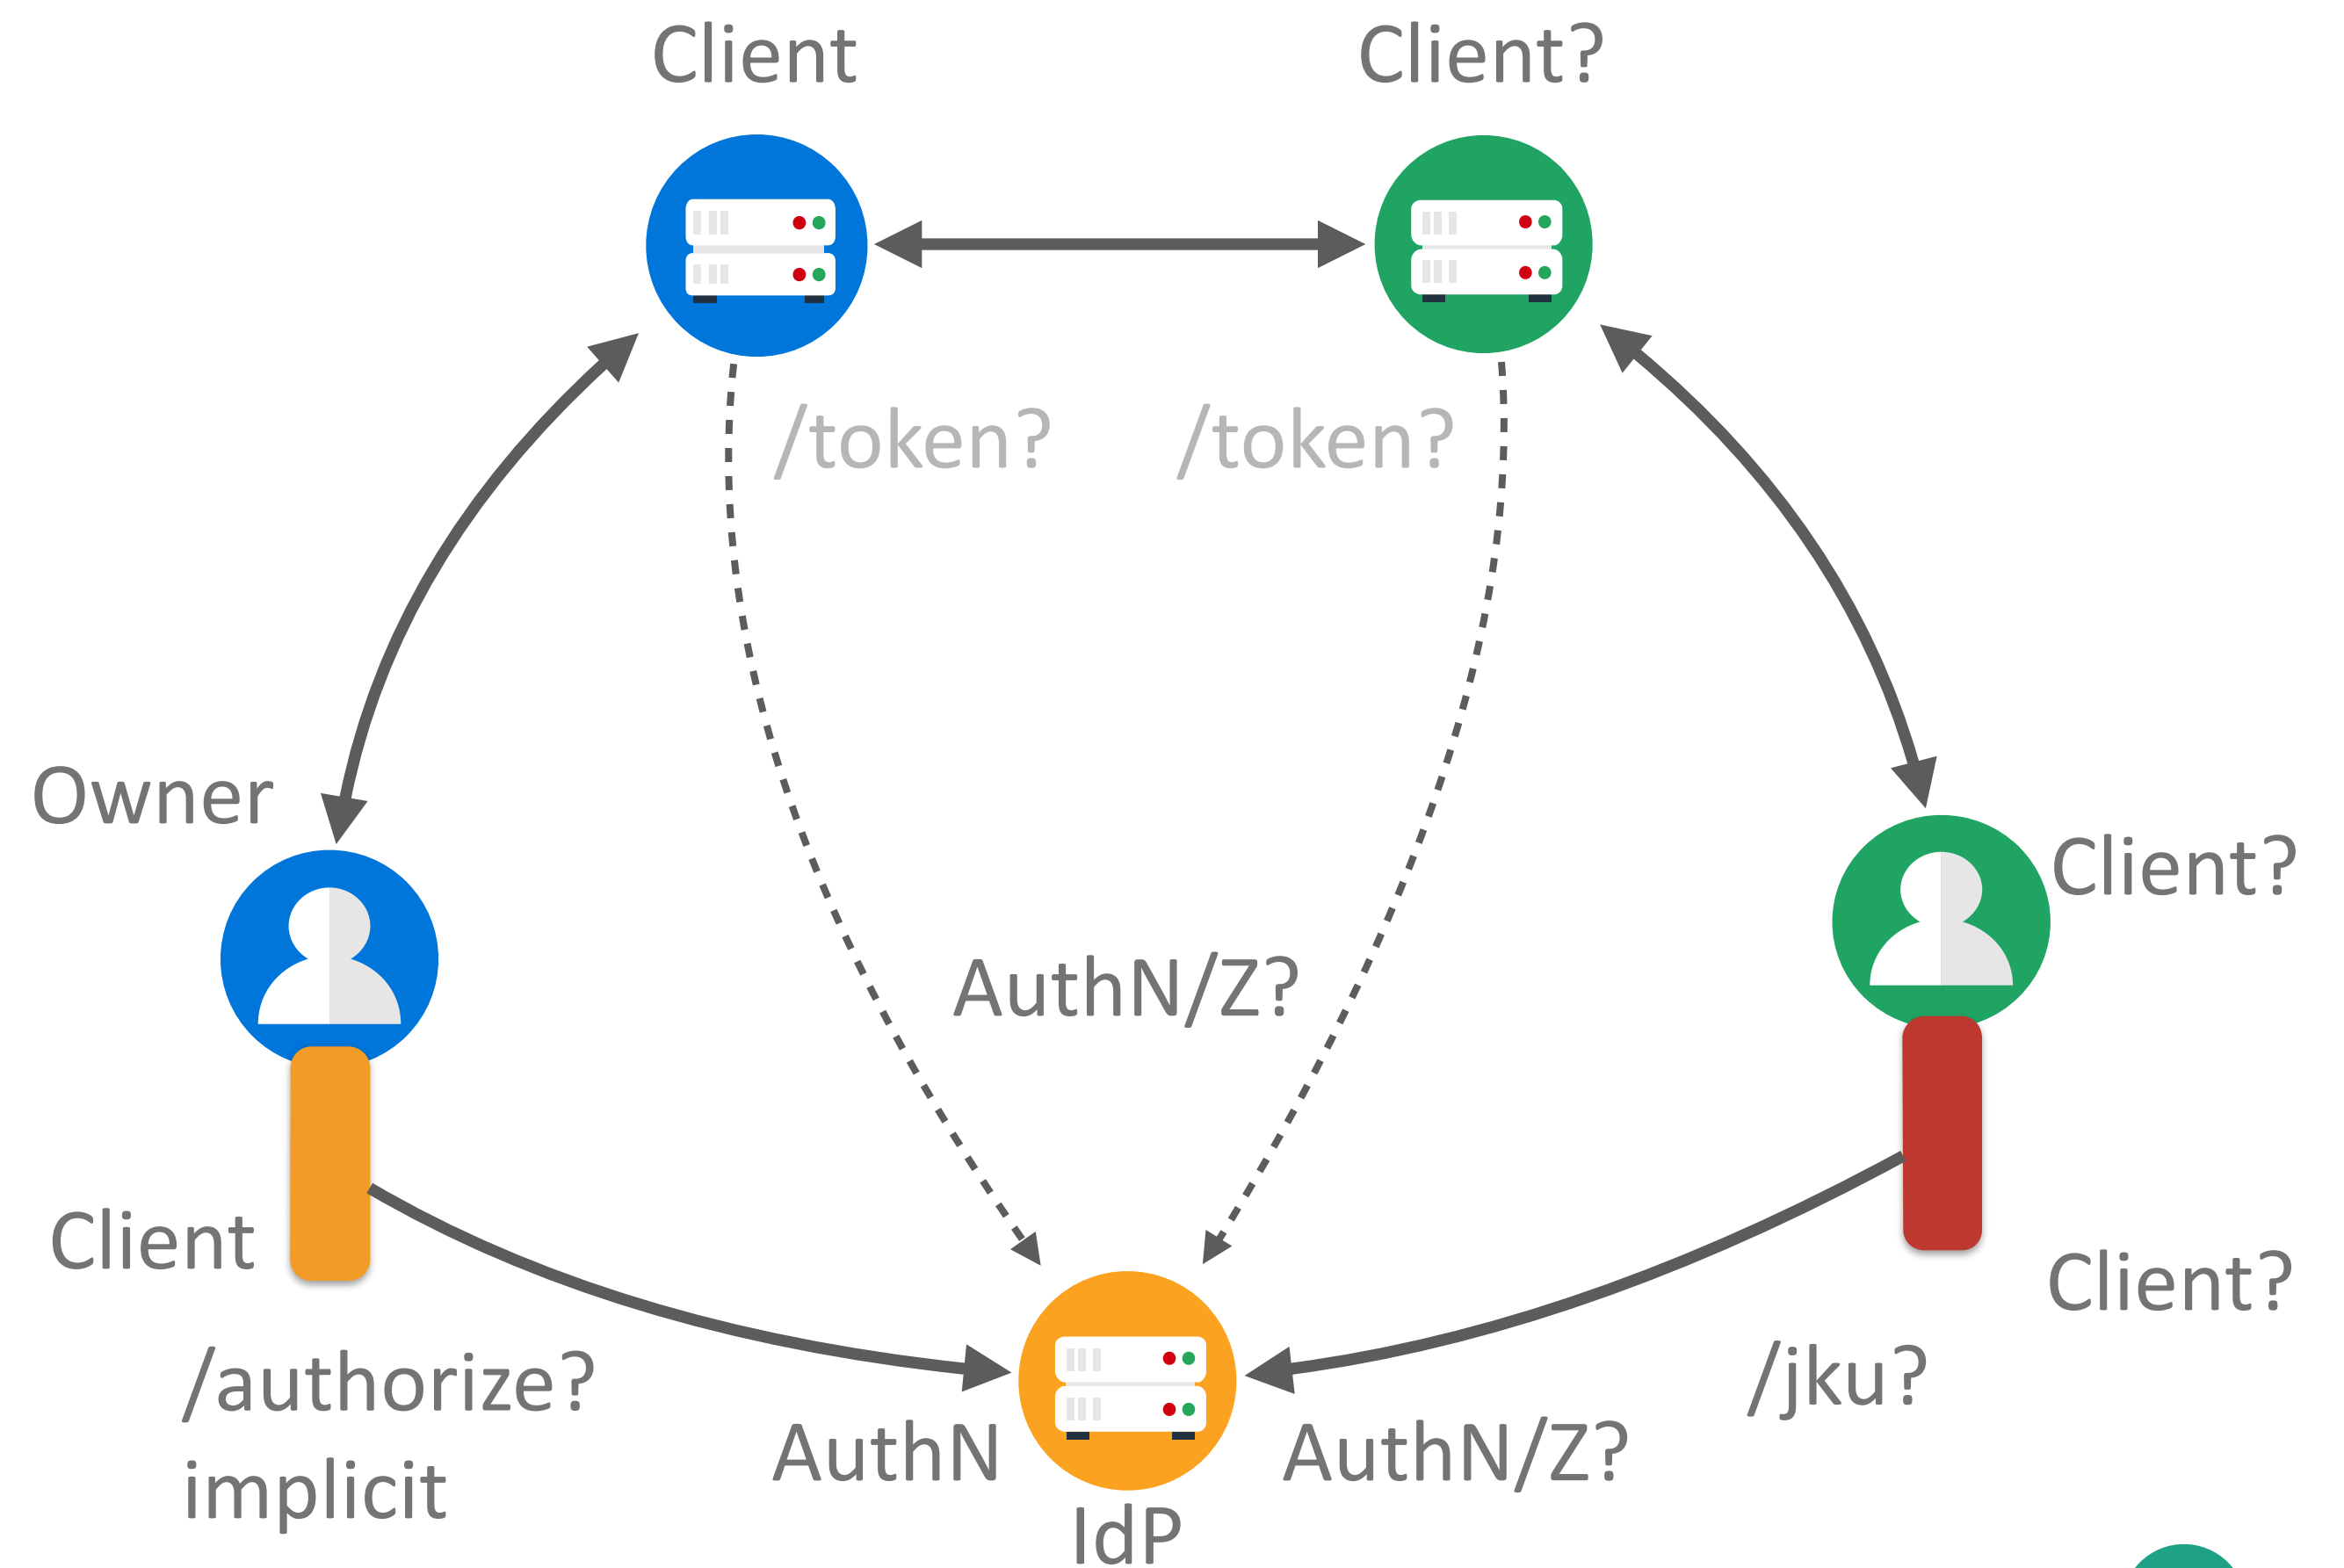 Client
Client?
/token?
/token?
Owner
Client?
AuthN/Z?
Client
Client?
/authorize?
implicit
/jku?
AuthN
AuthN/Z?
IdP